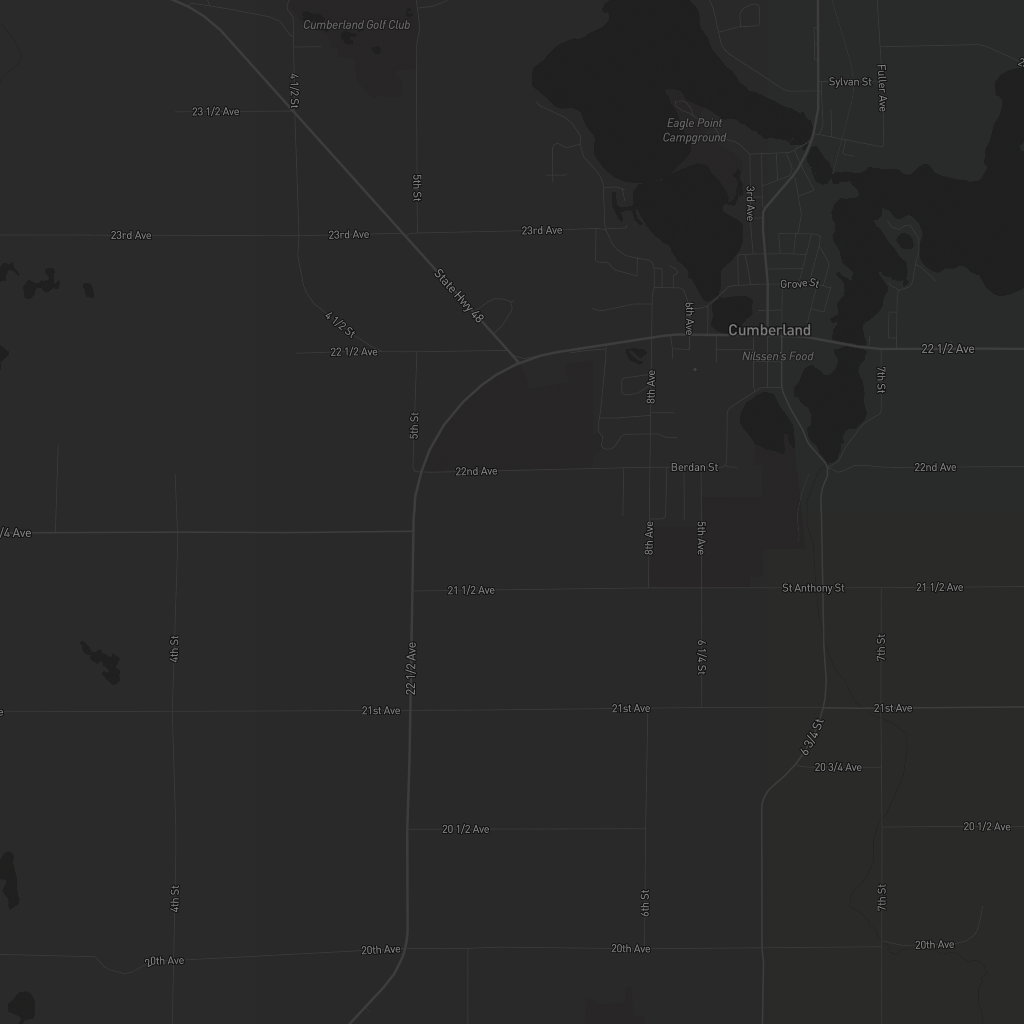 Cumberland Golf Club
2
Sylvan St
Fuller Ave
4 1/2 St
23 1/2 Ave
Eagle Point
Campground
5th St
3rd Ave
23rd Ave
23rd Ave
23rd Ave
State Hwy 48
Grove St
4 1/2 St
6th Ave
Cumberland
22 1/2 Ave
22 1/2 Ave
Nilssen's Food
8th Ave
7th St
5th St
22nd Ave
Berdan St
22nd Ave
/4 Ave
8th Ave
5th Ave
21 1/2 Ave
St Anthony St
21 1/2 Ave
4th St
22 1/2 Ave
6 1/4 St
7th St
e
21st Ave
21st Ave
21st Ave
6 3/4 St
20 3/4 Ave
20 1/2 Ave
20 1/2 Ave
4th St
6th St
7th St
20th Ave
20th Ave
20th Ave
20th Ave